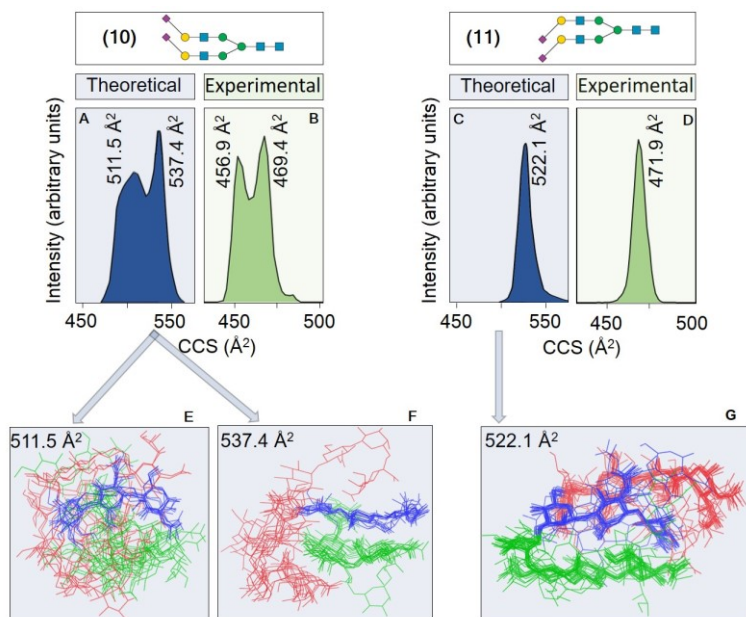 (10)
(11)
Theoretical
Experimental
Theoretical
Experimental
Intensity (arbitrary units)
A
511.5 Å²
537.4 Å²
B
456.9 Å²
469.4 Å²
Intensity (arbitrary units)
C
522.1 Å²
D
471.9 Å²
450 550 450 500
CCS (Å²)
450 550 450 500
CCS (Å²)
E
511.5 Å²
F
537.4 Å²
G
522.1 Å²